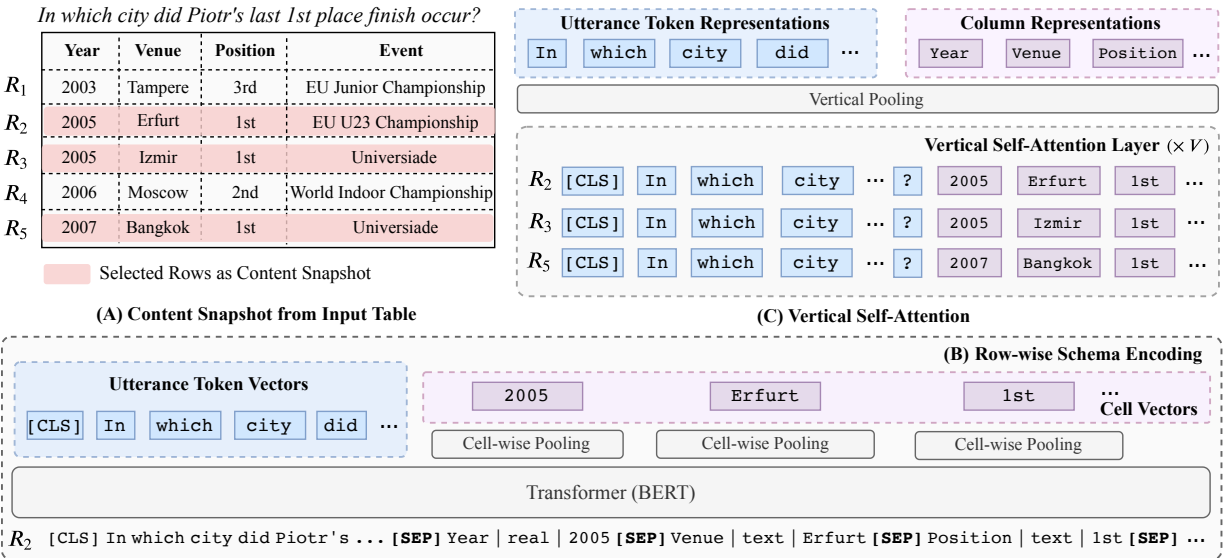 In which city did Piotr's last 1st place finish occur?
Year Venue Position Event
R1 2003 Tampere 3rd EU Junior Championship
R2 2005 Erfurt 1st EU U23 Championship
R3 2005 Izmir 1st Universiade
R4 2006 Moscow 2nd World Indoor Championship
R5 2007 Bangkok 1st Universiade
Selected Rows as Content Snapshot
(A) Content Snapshot from Input Table
Utterance Token Representations
In which city did ...
Column Representations
Year Venue Position ...
Vertical Pooling
Vertical Self-Attention Layer (× V)
R2 [CLS] In which city ... ? 2005 Erfurt 1st ...
R3 [CLS] In which city ... ? 2005 Izmir 1st ...
R5 [CLS] In which city ... ? 2007 Bangkok 1st ...
(C) Vertical Self-Attention
(B) Row-wise Schema Encoding
Utterance Token Vectors
[CLS] In which city did ...
2005 Erfurt 1st ...
Cell Vectors
Cell-wise Pooling Cell-wise Pooling Cell-wise Pooling
Transformer (BERT)
R2 [CLS] In which city did Piotr's ... [SEP] Year | real | 2005 [SEP] Venue | text | Erfurt [SEP] Position | text | 1st [SEP] ...